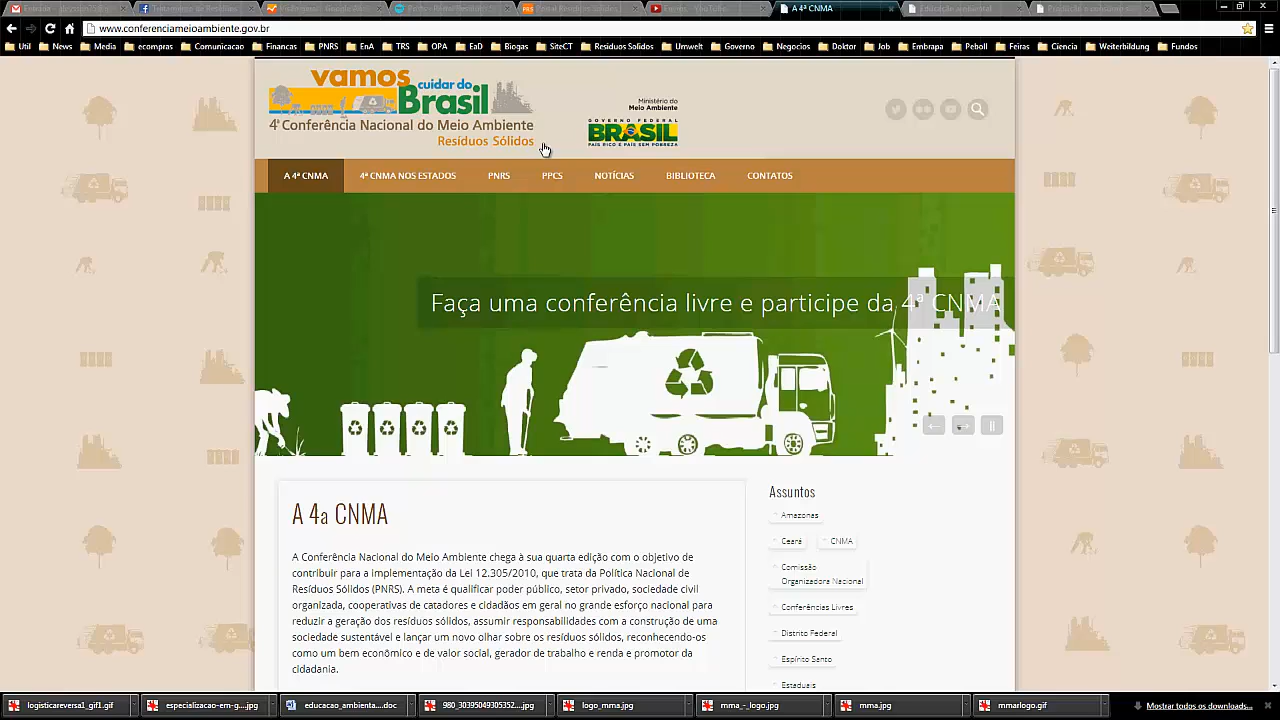 A 4ª CNMA
www.conferenciameioambiente.gov.br
Util News Media ecompras Comunicacao Financas PNRS EnA TRS OPA EaD Biogas SiteCT Residuos Solidos Umwelt Governo Negocios Doktor Job Embrapa Peboll Feiras Ciencia Weiterbildung Fundos
vamos
cuidar do
Brasil
4ª Conferência Nacional do Meio Ambiente
Resíduos Sólidos
Ministério do
Meio Ambiente
GOVERNO FEDERAL
BRASIL
PAÍS RICO É PAÍS SEM POBREZA
A 4ª CNMA 4ª CNMA NOS ESTADOS PNRS PPCS NOTÍCIAS BIBLIOTECA CONTATOS
Faça uma conferência livre e participe da 4ª CNMA
A 4a CNMA
A Conferência Nacional do Meio Ambiente chega à sua quarta edição com o objetivo de
contribuir para a implementação da Lei 12.305/2010, que trata da Política Nacional de
Resíduos Sólidos (PNRS). A meta é qualificar poder público, setor privado, sociedade civil
organizada, cooperativas de catadores e cidadãos em geral no grande esforço nacional para
reduzir a geração dos resíduos sólidos, assumir responsabilidades com a construção de uma
sociedade sustentável e lançar um novo olhar sobre os resíduos sólidos, reconhecendo-os
como um bem econômico e de valor social, gerador de trabalho e renda e promotor da
cidadania.
Assuntos
Amazonas
Ceará CNMA
Comissão
Organizadora Nacional
Conferências Livres
Distrito Federal
Espírito Santo
Estaduais
logisticareversa1_gif1.gif especializacao-em-g....jpg educacao_ambienta....doc 980_30395049305352....jpg logo_mma.jpg mma_-_logo.jpg mma.jpg mmarlogo.gif Mostrar todos os downloads...